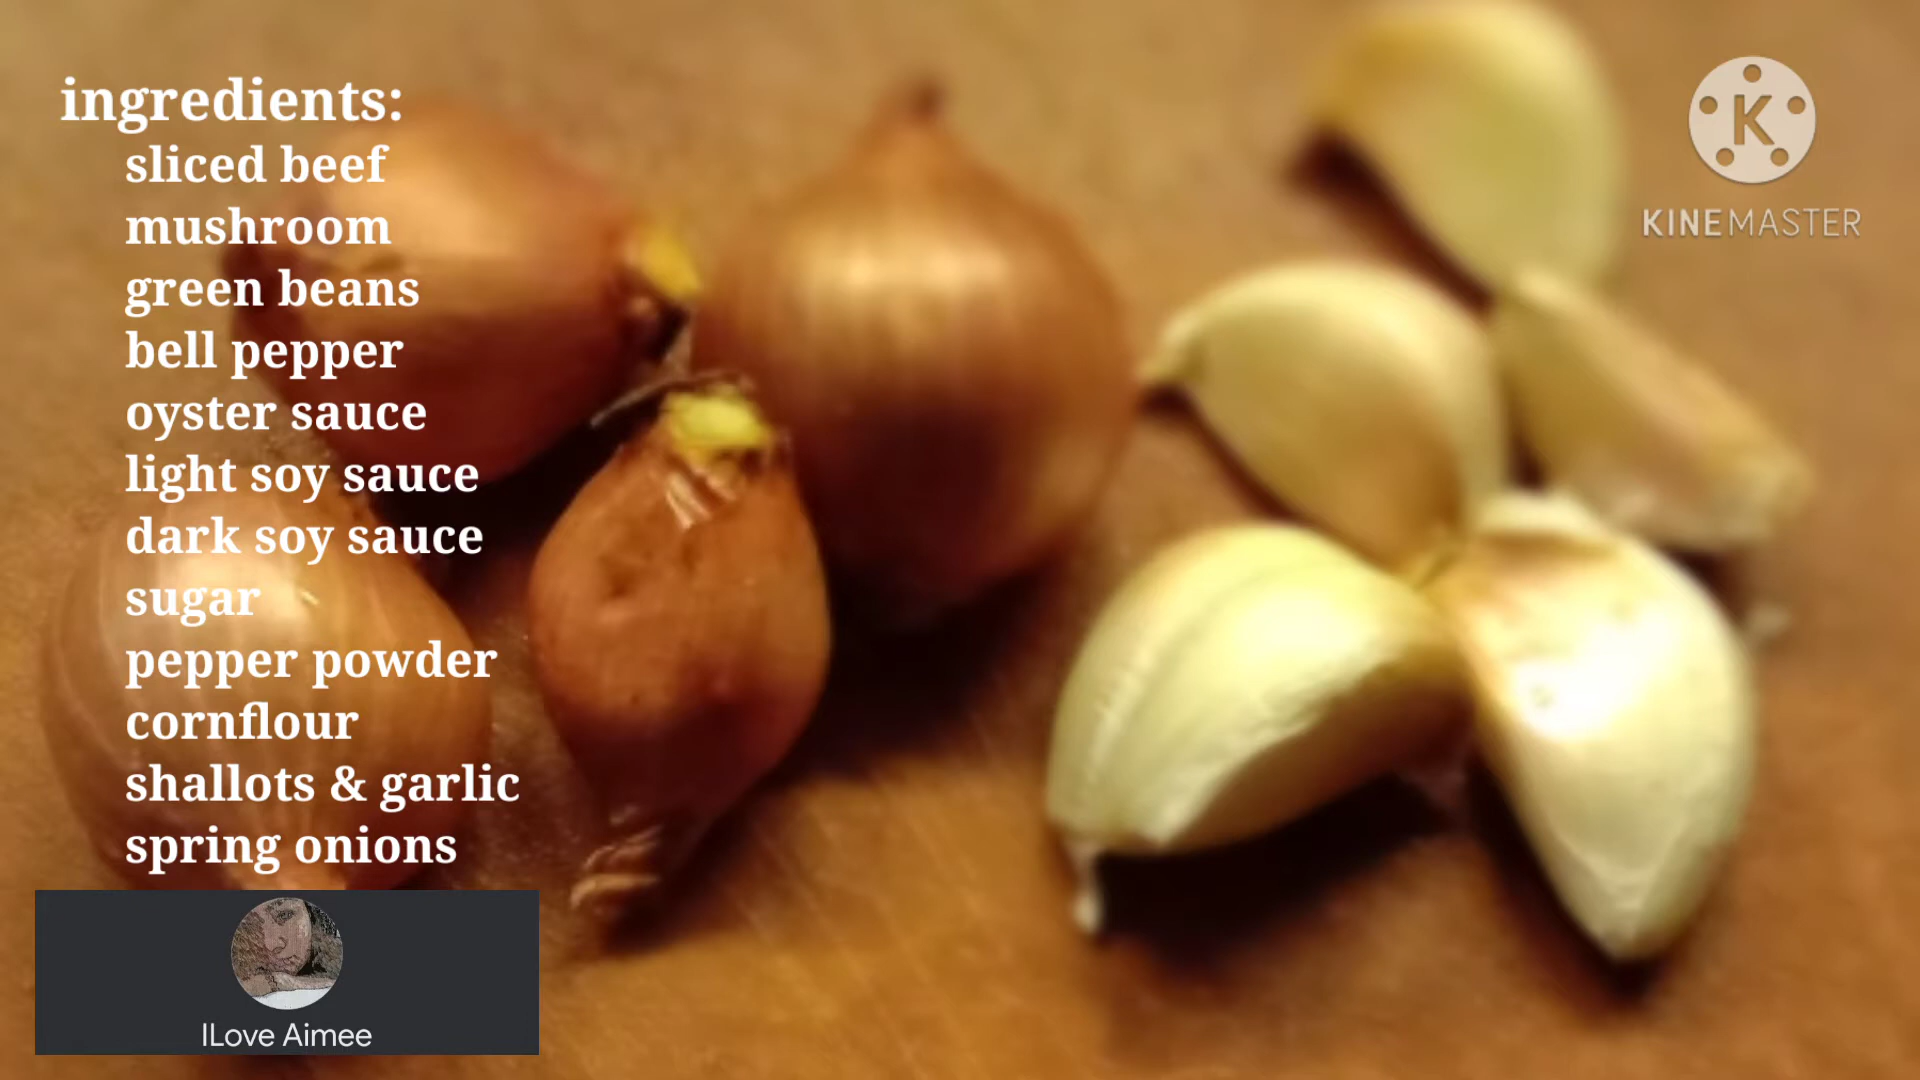 ingredients:
sliced beef
mushroom
green beans
bell pepper
oyster sauce
light soy sauce
dark soy sauce
sugar
pepper powder
cornflour
shallots & garlic
spring onions
K
KINEMASTER
ILove Aimee